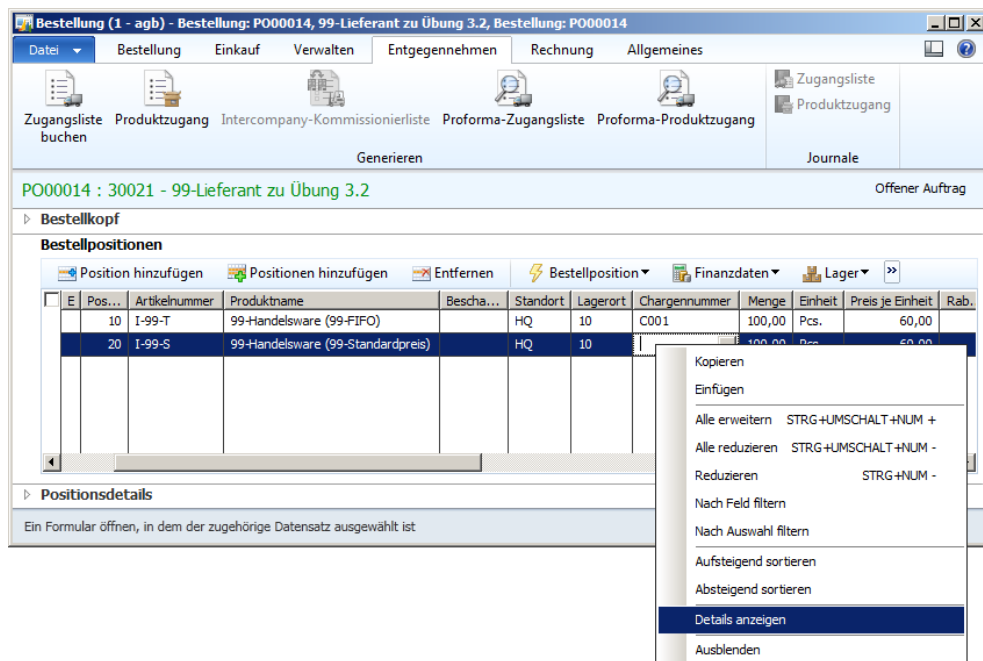 Bestellung (1 - agb) - Bestellung: PO00014, 99-Lieferant zu Übung 3.2, Bestellung: PO00014
Datei Bestellung Einkauf Verwalten Entgegennehmen Rechnung Allgemeines
Zugangsliste buchen Produktzugang Intercompany-Kommissionierliste Proforma-Zugangsliste Proforma-Produktzugang Zugangsliste
Produktzugang
Generieren Journale
PO00014 : 30021 - 99-Lieferant zu Übung 3.2 Offener Auftrag
Bestellkopf
Bestellpositionen
Position hinzufügen Positionen hinzufügen Entfernen Bestellposition Finanzdaten Lager »
E Pos... Artikelnummer Produktname Bescha... Standort Lagerort Chargennummer Menge Einheit Preis je Einheit Rab.
10 I-99-T 99-Handelsware (99-FIFO) HQ 10 C001 100,00 Pcs. 60,00
20 I-99-S 99-Handelsware (99-Standardpreis) HQ 10 100,00 Pcs. 60,00
Kopieren
Einfügen
Alle erweitern STRG+UMSCHALT+NUM +
Alle reduzieren STRG+UMSCHALT+NUM -
Reduzieren STRG+NUM -
Nach Feld filtern
Nach Auswahl filtern
Aufsteigend sortieren
Absteigend sortieren
Details anzeigen
Ausblenden
Positionsdetails
Ein Formular öffnen, in dem der zugehörige Datensatz ausgewählt ist